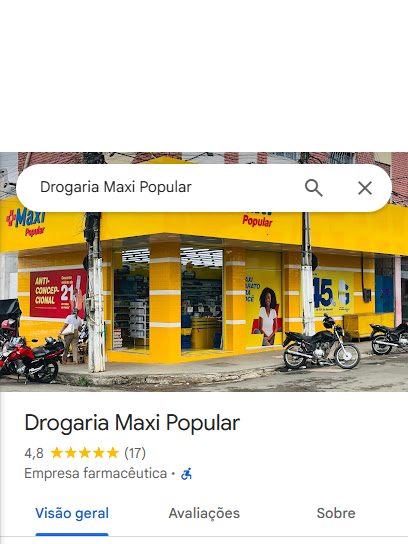 Drogaria Maxi Popular
Maxi
Popular
Popular
ANTI-
CONCEP-
CIONAL
21
15
Drogaria Maxi Popular
4,8 (17)
Empresa farmacêutica ·
Visão geral
Avaliações
Sobre